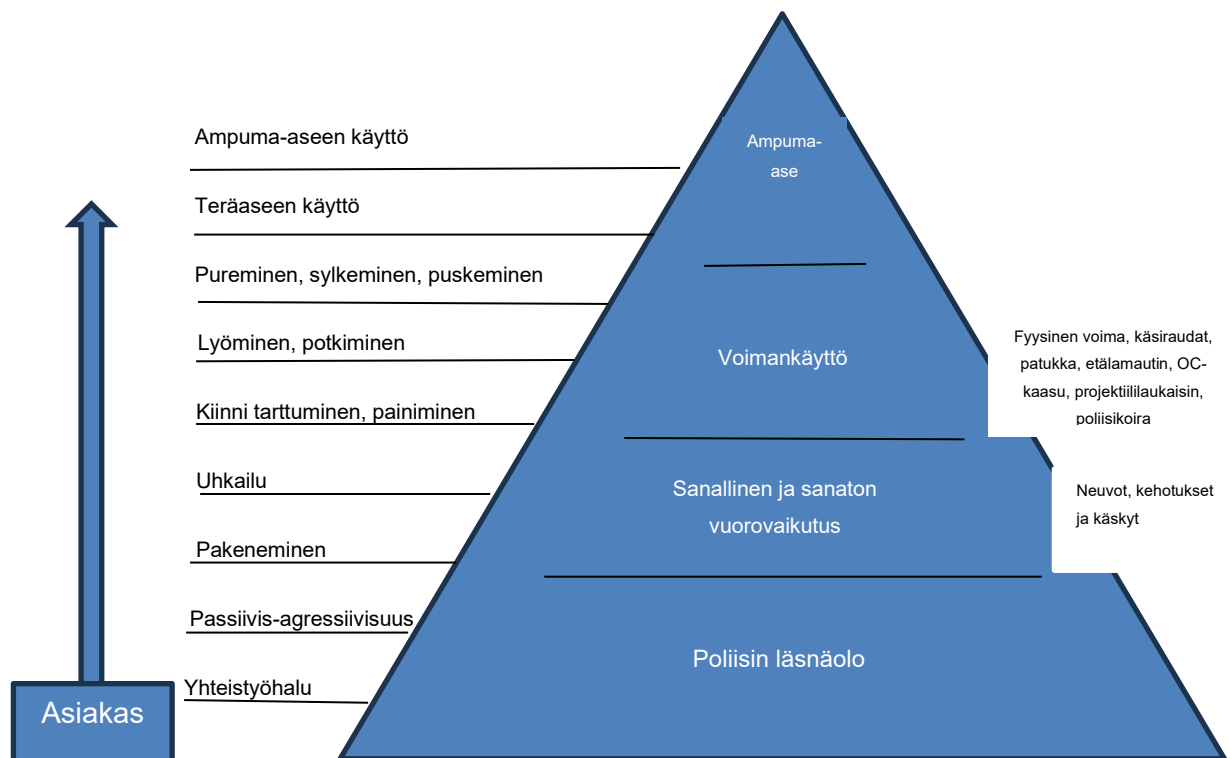 Ampuma-aseen käyttö
Teräaseen käyttö
Pureminen, sylkeminen, puskeminen
Lyöminen, potkiminen
Kiinni tarttuminen, painiminen
Uhkailu
Pakeneminen
Passiivis-agressiivisuus
Yhteistyöhalu
Asiakas
Ampuma-
ase
Voimankäyttö
Sanallinen ja sanaton
vuorovaikutus
Poliisin läsnäolo
Fyysinen voima, käsiraudat,
patukka, etälamautin, OC-
kaasu, projektiililaukaisin,
poliisikoira
Neuvot, kehotukset
ja käskyt